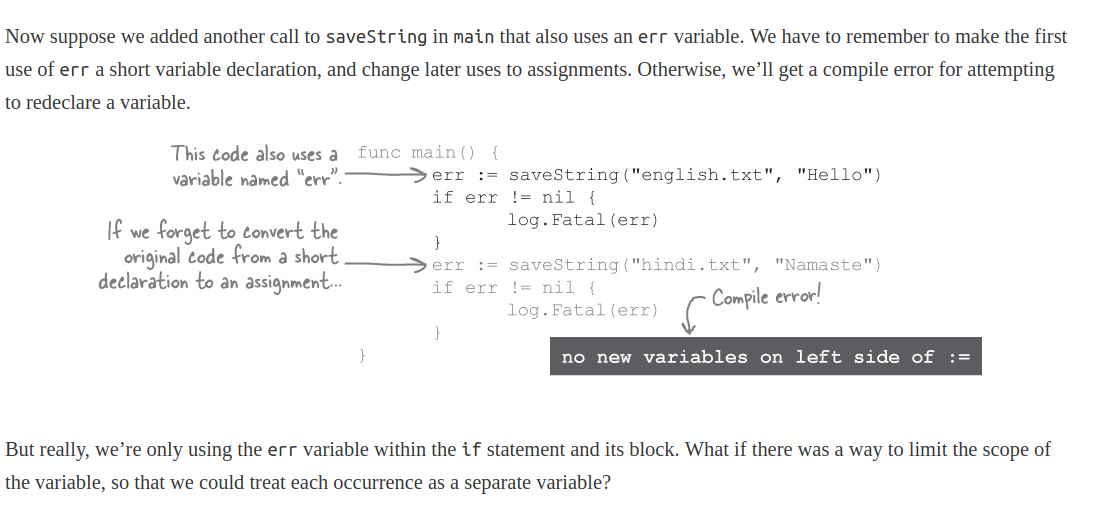 Now suppose we added another call to saveString in main that also uses an err variable. We have to remember to make the first
use of err a short variable declaration, and change later uses to assignments. Otherwise, we’ll get a compile error for attempting
to redeclare a variable.
This code also uses a
variable named “err”.
func main() {
err := saveString("english.txt", "Hello")
if err != nil {
log.Fatal(err)
}
If we forget to convert the
original code from a short
declaration to an assignment...
err := saveString("hindi.txt", "Namaste")
if err != nil {
log.Fatal(err)
}
}
Compile error!
no new variables on left side of :=
But really, we’re only using the err variable within the if statement and its block. What if there was a way to limit the scope of
the variable, so that we could treat each occurrence as a separate variable?